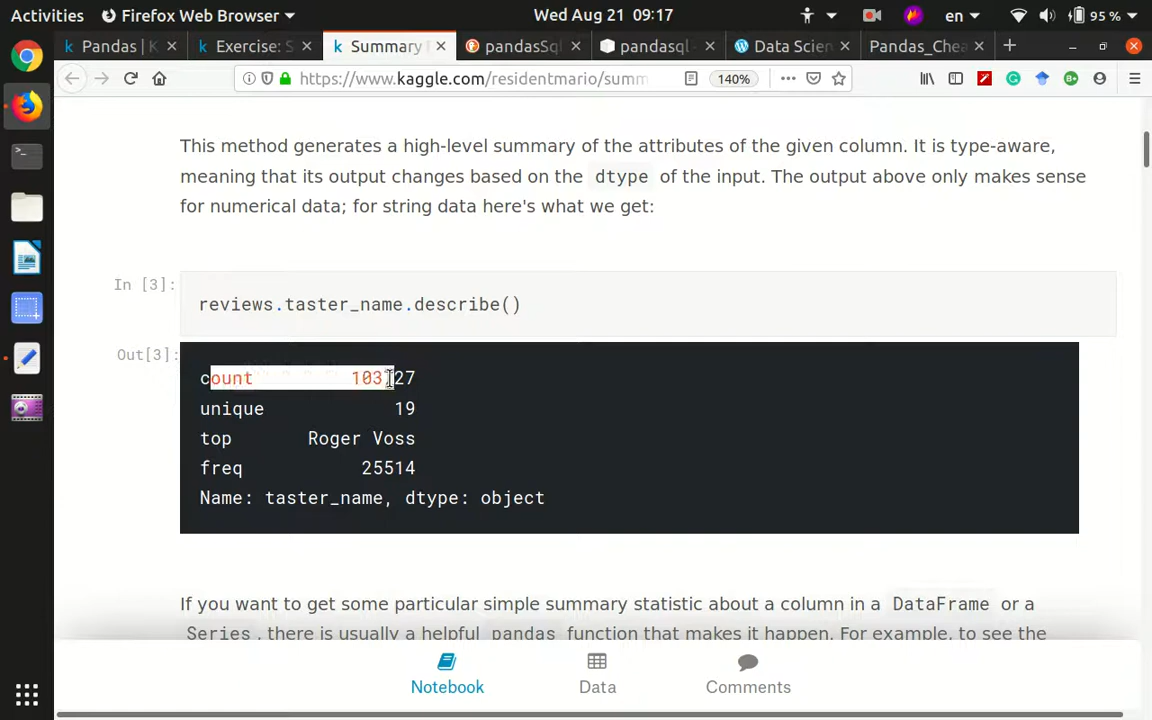 Activities
Firefox Web Browser
Wed Aug 21 09:17
en
95 %
Pandas | K
Exercise: S
Summary F
pandasSql
pandasql
Data Scien
Pandas_Chea
https://www.kaggle.com/residentmario/summ
140%
This method generates a high-level summary of the attributes of the given column. It is type-aware,
meaning that its output changes based on the dtype of the input. The output above only makes sense
for numerical data; for string data here's what we get:
In [3]:
reviews.taster_name.describe()
Out[3]:
count 103727
unique 19
top Roger Voss
freq 25514
Name: taster_name, dtype: object
If you want to get some particular simple summary statistic about a column in a DataFrame or a
Series , there is usually a helpful pandas function that makes it happen. For example, to see the
Notebook
Data
Comments